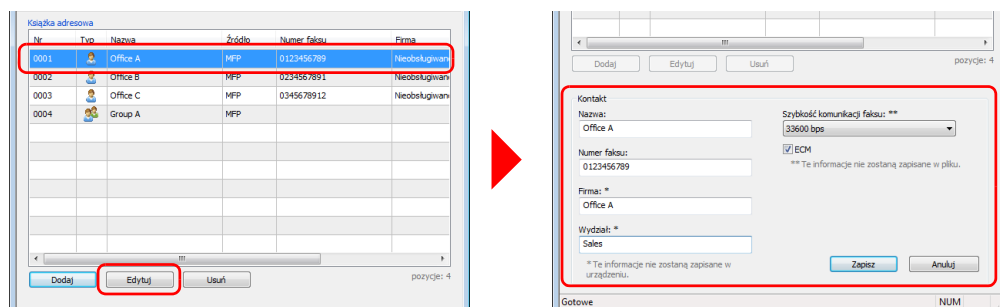 Książka adresowa
Nr Typ Nazwa Źródło Numer faksu Firma
0001 Office A MFP 0123456789 Nieobsługiwan
0002 Office B MFP 0234567891 Nieobsługiwan
0003 Office C MFP 0345678912 Nieobsługiwan
0004 Group A MFP
Dodaj Edytuj Usuń pozycje: 4
Dodaj Edytuj Usuń pozycje: 4
Kontakt
Nazwa:
Office A
Numer faksu:
0123456789
Firma: *
Office A
Wydział: *
Sales
* Te informacje nie zostaną zapisane w
urządzeniu.
Szybkość komunikacji faksu: **
33600 bps
ECM
** Te informacje nie zostaną zapisane w pliku.
Zapisz Anuluj
Gotowe NUM